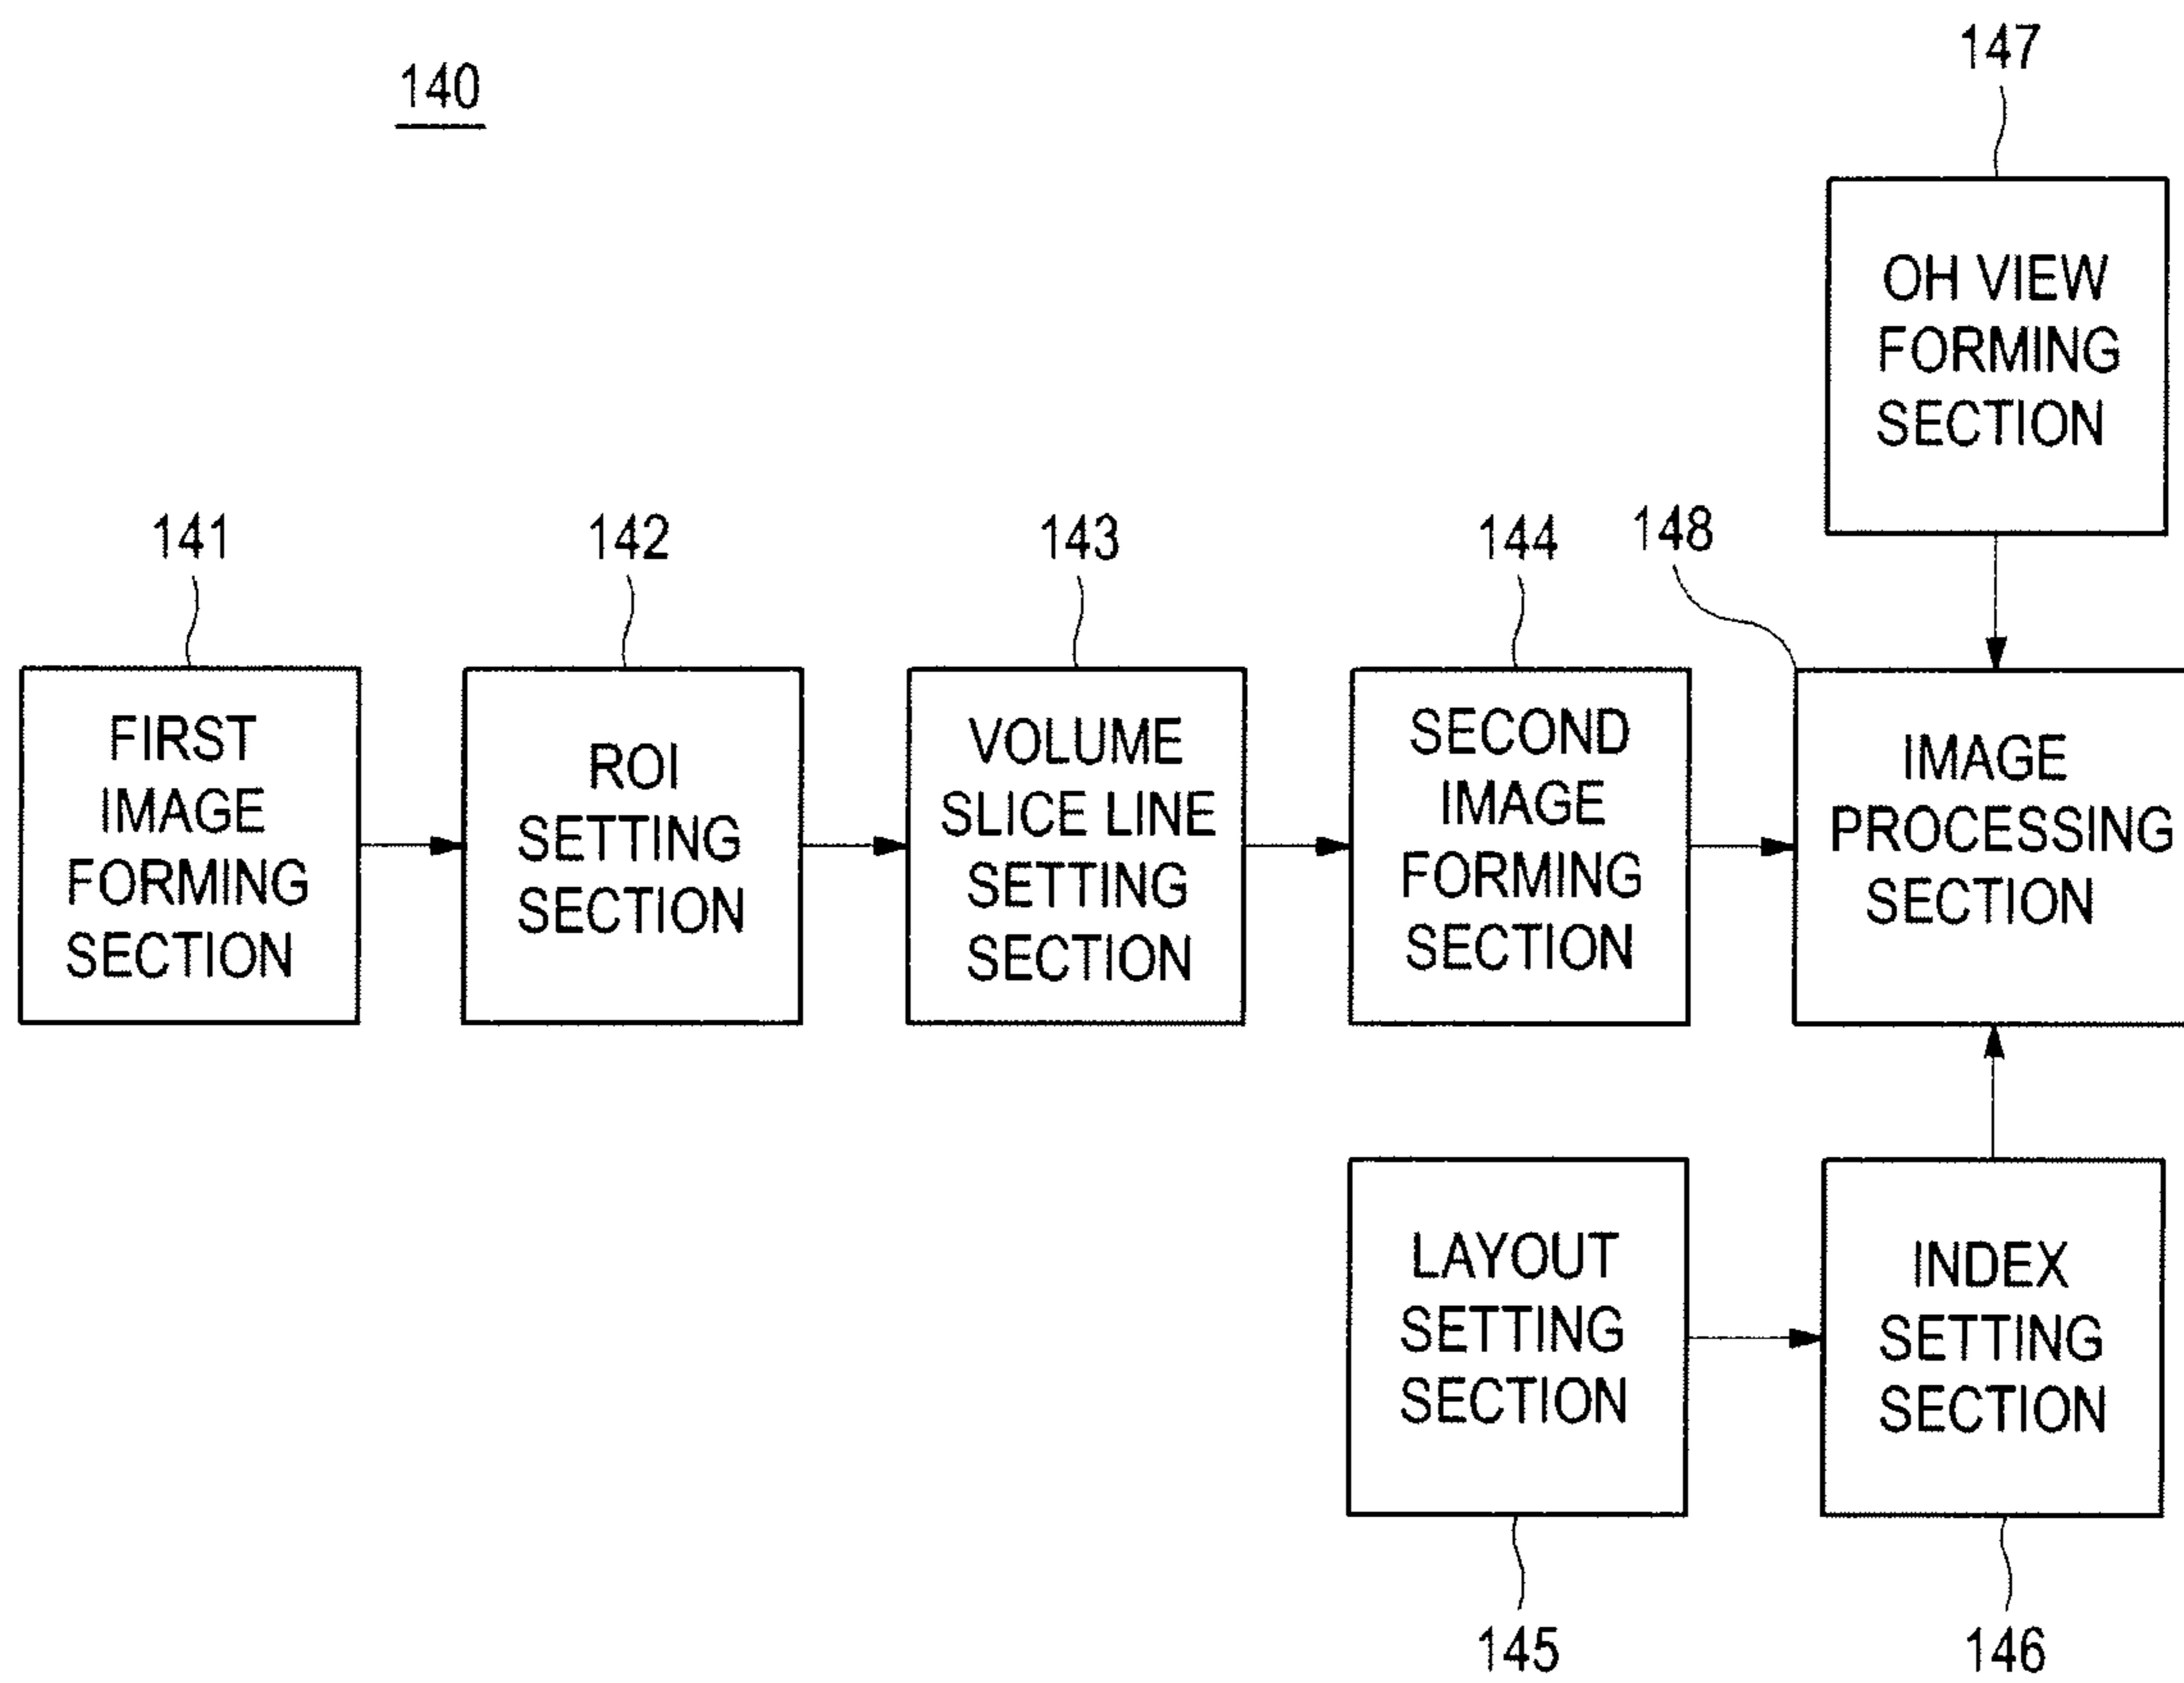 140
147
OH VIEW
FORMING
SECTION
141
142
143
144
148
FIRST
IMAGE
FORMING
SECTION
ROI
SETTING
SECTION
VOLUME
SLICE LINE
SETTING
SECTION
SECOND
IMAGE
FORMING
SECTION
IMAGE
PROCESSING
SECTION
LAYOUT
SETTING
SECTION
INDEX
SETTING
SECTION
145
146